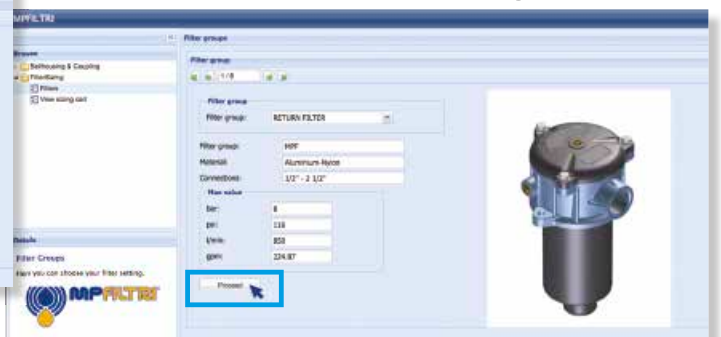 MPFILTRI
Filter groups
Browse
Bellhousing & Coupling
FilterSizing
Filters
View sizing cart
Filter group
1 / 8
Filter group
Filter group:
RETURN FILTER
Filter group:
MPF
Material:
Aluminum-Nylon
Connections:
1/2" - 2 1/2"
Max value
bar:
8
psi:
116
l/min:
850
gpm:
224.87
Proceed
Details
Filter Groups
Here you can choose your filter setting.
MPFILTRI